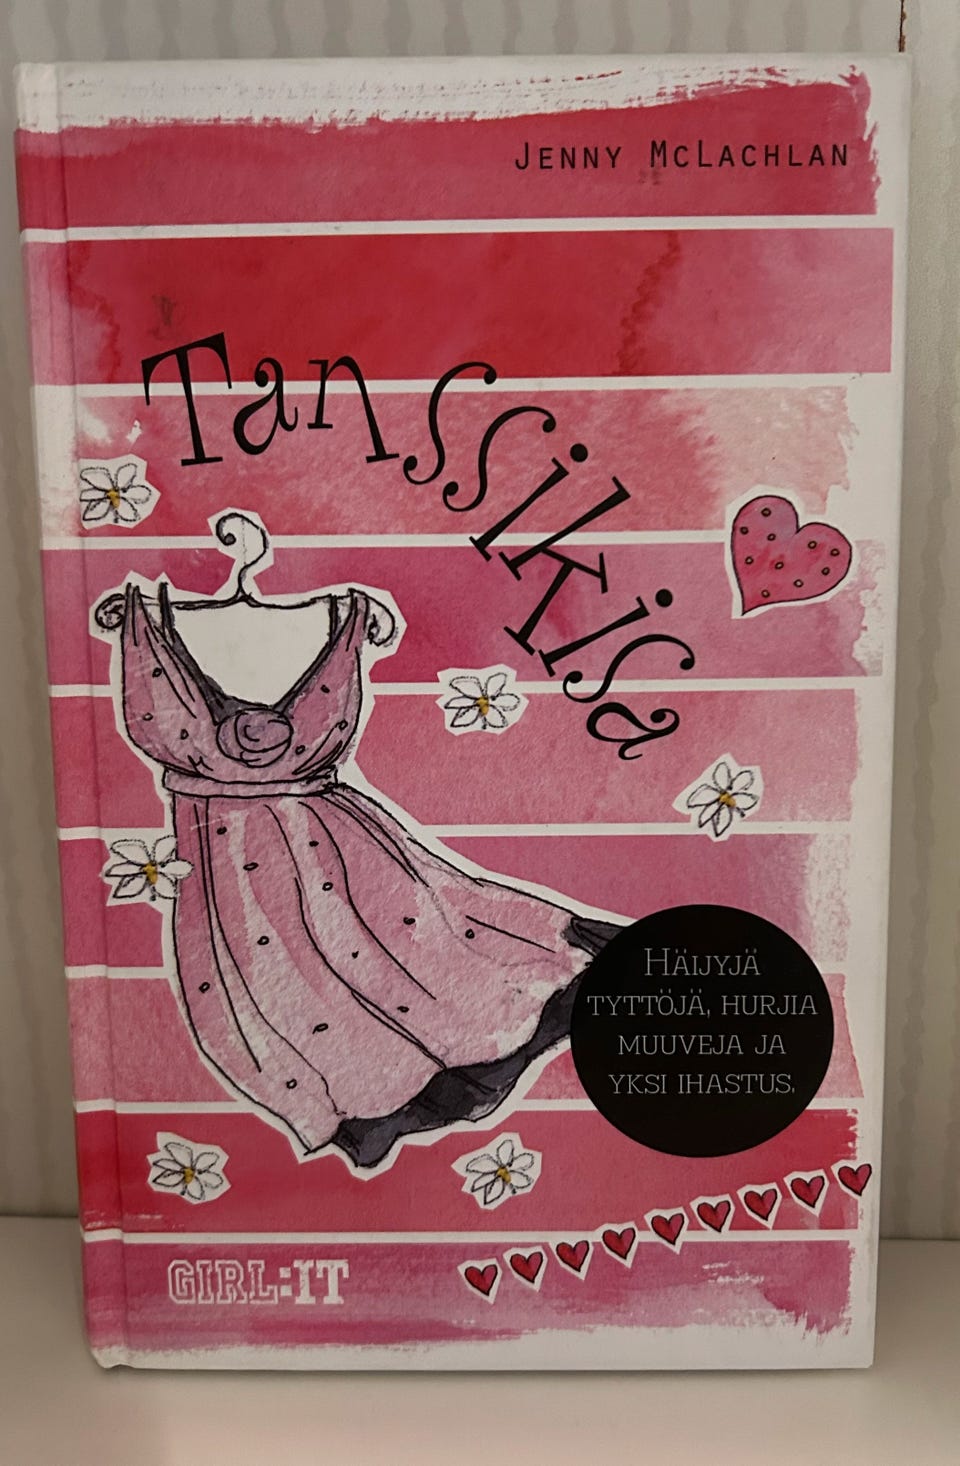 JENNY MCLACHLAN
Tanssikisa
HÄIJYJÄ
TYTTÖJÄ, HURJIA
MUUVEJA JA
YKSI IHASTUS.
GIRL:IT